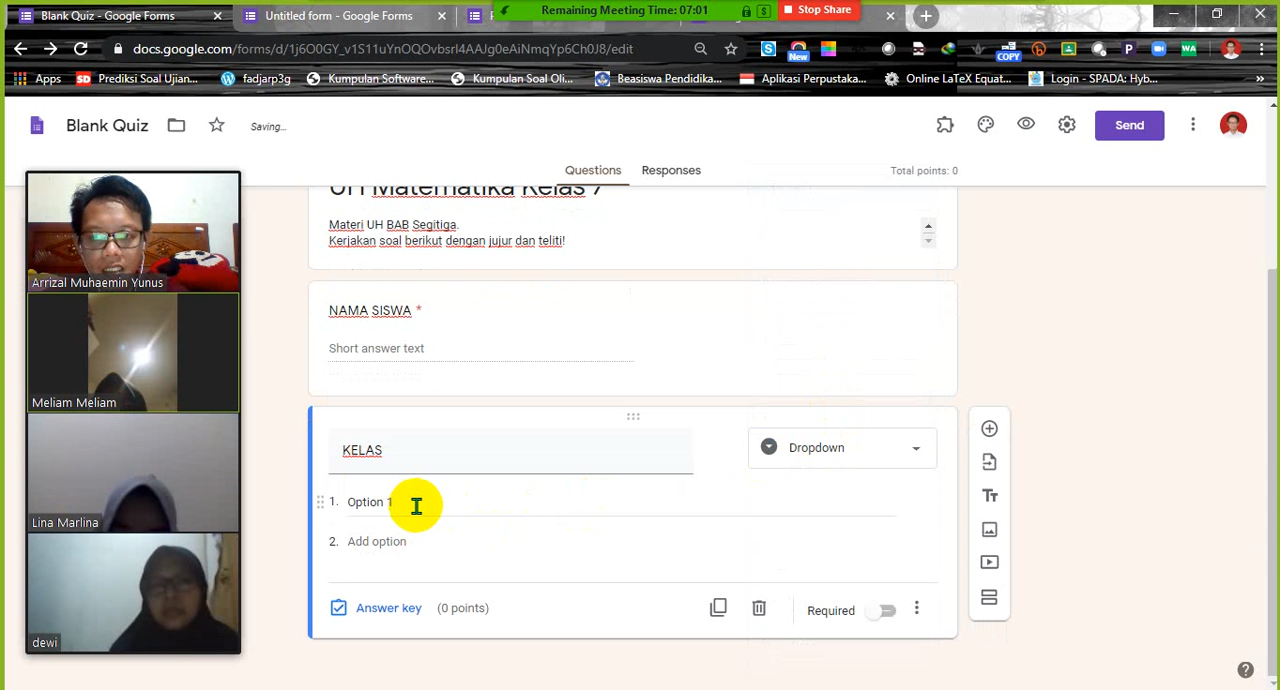 Remaining Meeting Time: 07:01
Stop Share
Blank Quiz - Google Forms
Untitled form - Google Forms
docs.google.com/forms/d/1j6O0GY_v1S11uYnOQOvbsrI4AAJg0eAiNmqYp6Ch0J8/edit
New
COPY
P
WA
Apps
Prediksi Soal Ujian...
fadjarp3g
Kumpulan Software...
Kumpulan Soal Oli...
Beasiswa Pendidika...
Aplikasi Perpustaka...
Online LaTeX Equat...
Login - SPADA: Hyb...
Blank Quiz
Saving...
Send
Questions
Responses
Total points: 0
UH Matematika Kelas 7
Materi UH BAB Segitiga.
Kerjakan soal berikut dengan jujur dan teliti!
NAMA SISWA *
Short answer text
KELAS
Dropdown
1. Option 1
2. Add option
Answer key
(0 points)
Required
Arrizal Muhaemin Yunus
Meliam Meliam
Lina Marlina
dewi